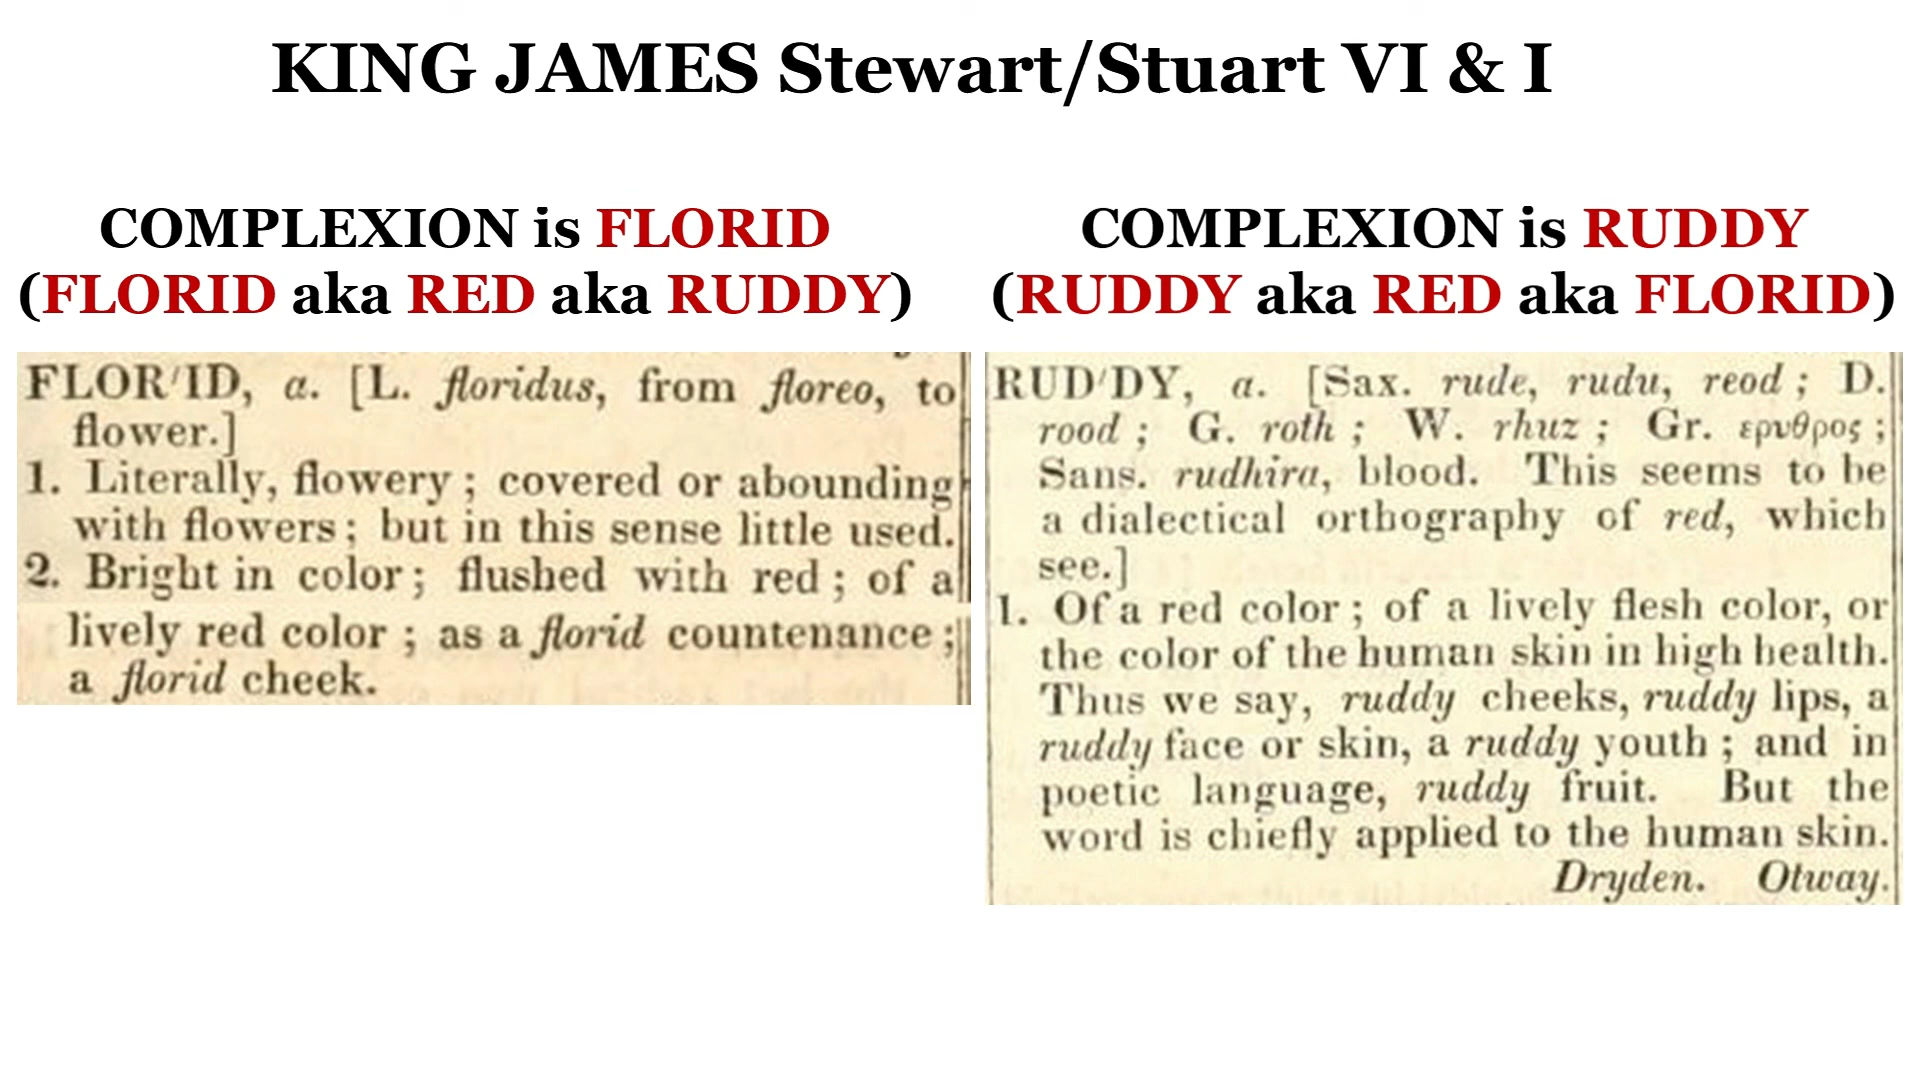 KING JAMES Stewart/Stuart VI & I
COMPLEXION is FLORID
(FLORID aka RED aka RUDDY)
FLOR'ID, a. [L. floridus, from floreo, to
flower.]
1. Literally, flowery; covered or abounding
with flowers; but in this sense little used.
2. Bright in color; flushed with red; of a
lively red color; as a florid countenance;
a florid cheek.
COMPLEXION is RUDDY
(RUDDY aka RED aka FLORID)
RUD'DY, a. [Sax. rude, rudu, reod; D.
rood; G. roth; W. rhuz; Gr. ερυθρος;
Sans. rudhira, blood. This seems to be
a dialectical orthography of red, which
see.]
1. Of a red color; of a lively flesh color, or
the color of the human skin in high health.
Thus we say, ruddy cheeks, ruddy lips, a
ruddy face or skin, a ruddy youth; and in
poetic language, ruddy fruit. But the
word is chiefly applied to the human skin.
Dryden. Otway.